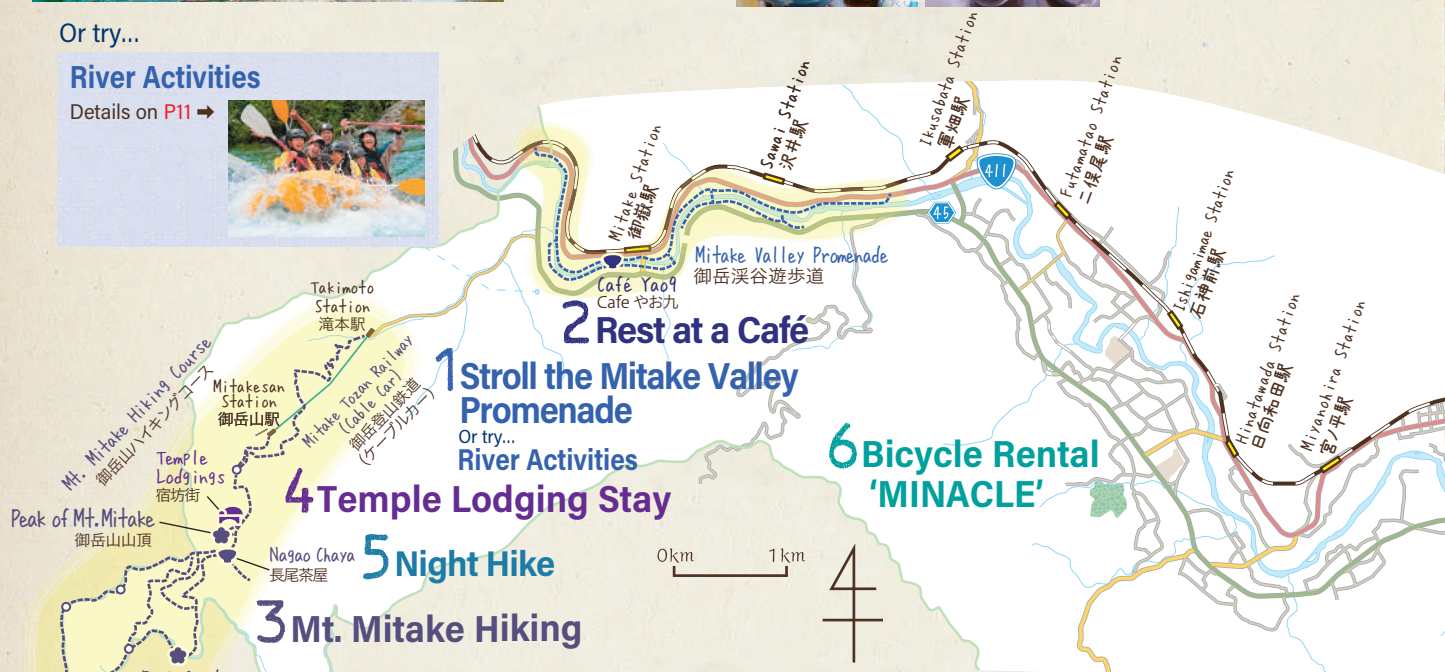 Or try...
River Activities
Details on P11 ➡
Ikusabata Station
軍畑駅
Sawai Station
沢井駅
Futamatao Station
二俣尾駅
Mitake Station
御嶽駅
411
45
Ishigamimae Station
石神前駅
Mitake Valley Promenade
御岳渓谷遊歩道
Café Yao9
Cafe やお九
Takimoto
Station
滝本駅
2 Rest at a Café
Hinatawada Station
日向和田駅
Miyanohira Station
宮ノ平駅
Mt. Mitake Hiking Course
御岳山ハイキングコース
Mitakesan
Station
御岳山駅
Mitake Tozan Railway
(Cable Car)
御岳登山鉄道
(ケーブルカー)
1 Stroll the Mitake Valley
Promenade
Or try...
River Activities
6 Bicycle Rental
‘MINACLE’
Temple
Lodgings
宿坊街
4 Temple Lodging Stay
Peak of Mt.Mitake
御岳山山頂
Nagao Chaya
長尾茶屋
5 Night Hike
0km 1km
3 Mt. Mitake Hiking